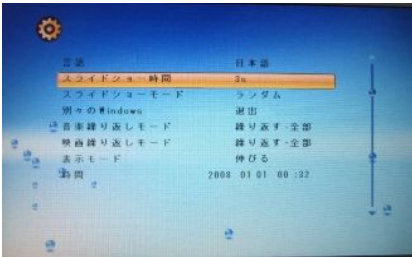 言語 日本語
スライドショー時間 3s
スライドショーモード ランダム
別々のWindows 退出
音楽繰り返しモード 繰り返す-全部
映画繰り返しモード 繰り返す-全部
表示モード 伸びる
時間 2008 01 01 00:32